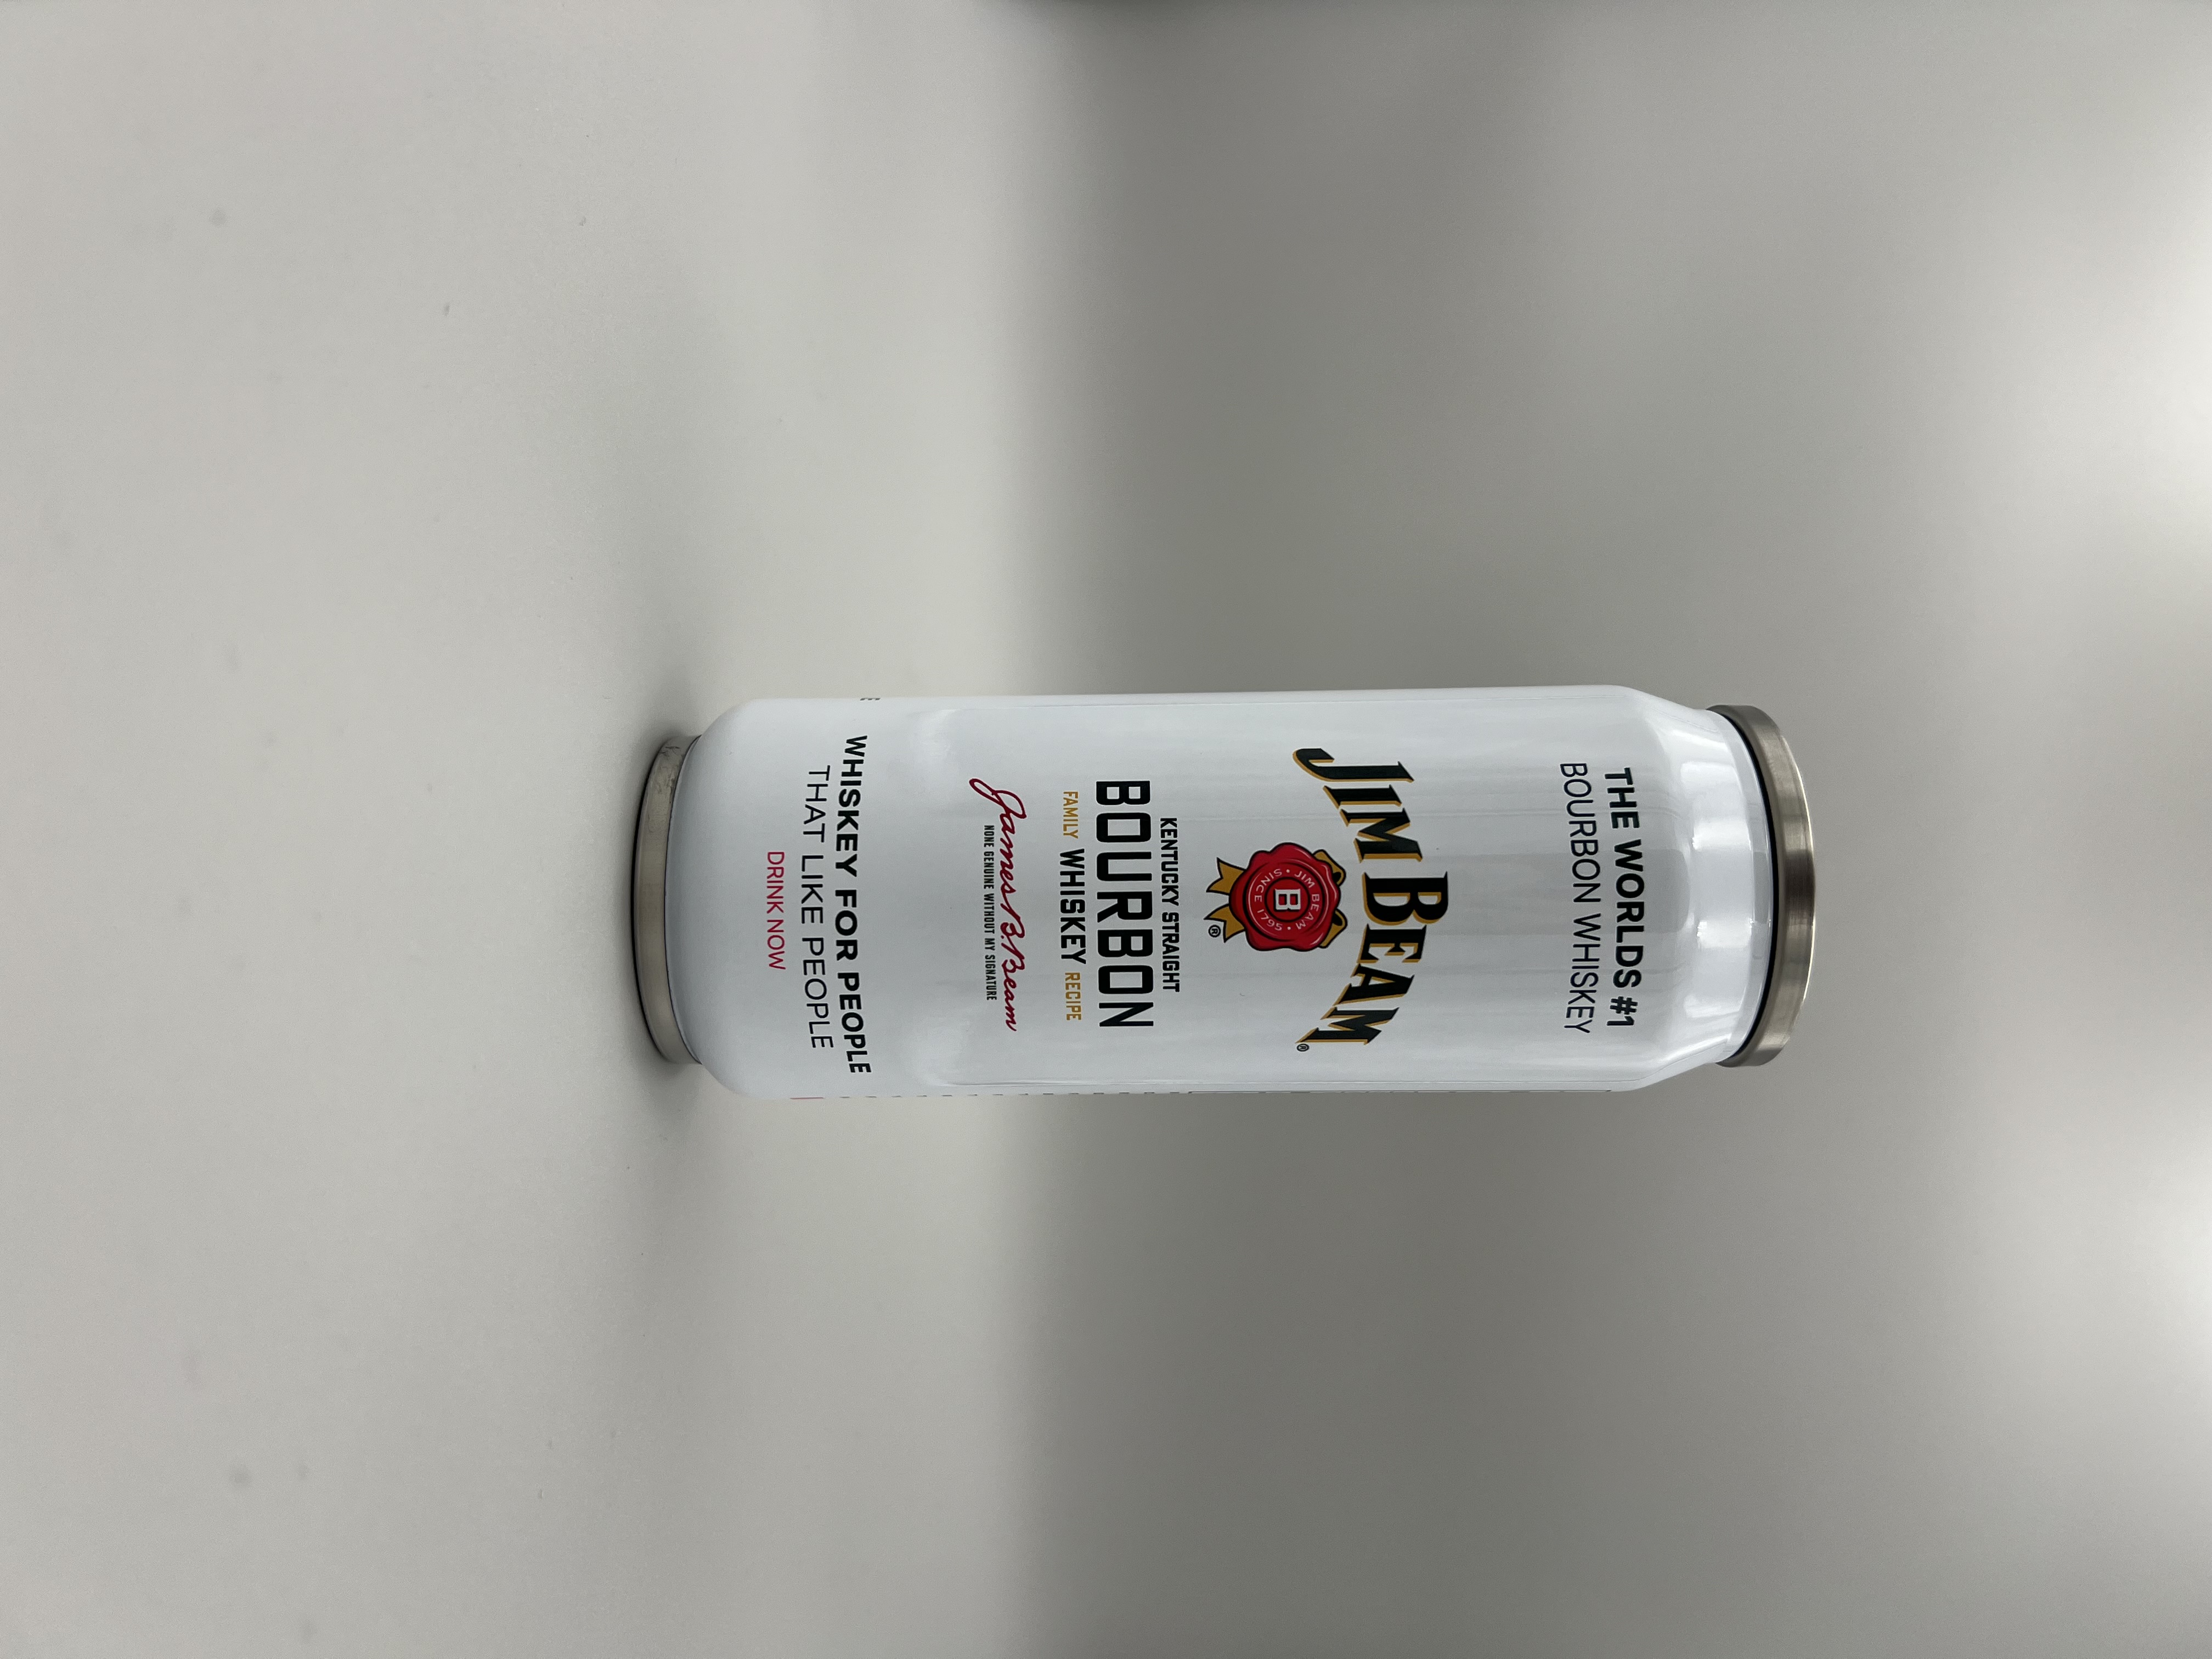 THE WORLDS #1
BOURBON WHISKEY
JIM BEAM®
JIM BEAM •
B
SINCE 1795 •
®
KENTUCKY STRAIGHT
BOURBON
FAMILY WHISKEY RECIPE
James B. Beam
NONE GENUINE WITHOUT MY SIGNATURE
WHISKEY FOR PEOPLE
THAT LIKE PEOPLE
DRINK NOW